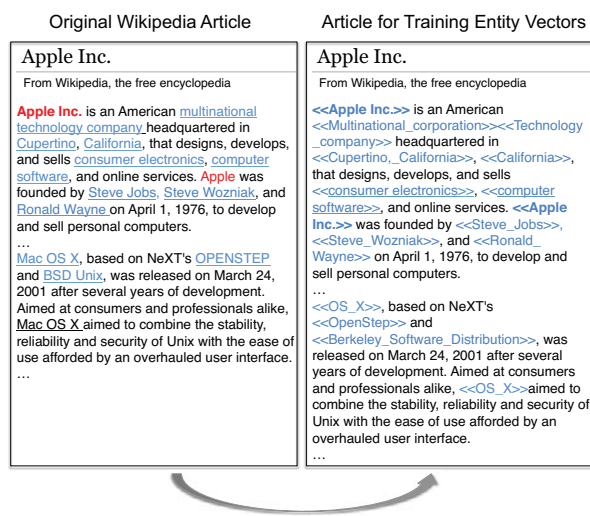 Original Wikipedia Article
Apple Inc.
From Wikipedia, the free encyclopedia
Apple Inc. is an American multinational
technology company headquartered in
Cupertino, California, that designs, develops,
and sells consumer electronics, computer
software, and online services. Apple was
founded by Steve Jobs, Steve Wozniak, and
Ronald Wayne on April 1, 1976, to develop
and sell personal computers.
...
Mac OS X, based on NeXT's OPENSTEP
and BSD Unix, was released on March 24,
2001 after several years of development.
Aimed at consumers and professionals alike,
Mac OS X aimed to combine the stability,
reliability and security of Unix with the ease of
use afforded by an overhauled user interface.
...
Article for Training Entity Vectors
Apple Inc.
From Wikipedia, the free encyclopedia
<<Apple Inc.>> is an American
<<Multinational_corporation>><<Technology
_company>> headquartered in
<<Cupertino,_California>>, <<California>>,
that designs, develops, and sells
<<consumer electronics>>, <<computer
software>>, and online services. <<Apple
Inc.>> was founded by <<Steve_Jobs>>,
<<Steve_Wozniak>>, and <<Ronald_
Wayne>> on April 1, 1976, to develop and
sell personal computers.
...
<<OS_X>>, based on NeXT's
<<OpenStep>> and
<<Berkeley_Software_Distribution>>, was
released on March 24, 2001 after several
years of development. Aimed at consumers
and professionals alike, <<OS_X>>aimed to
combine the stability, reliability and security of
Unix with the ease of use afforded by an
overhauled user interface.
...